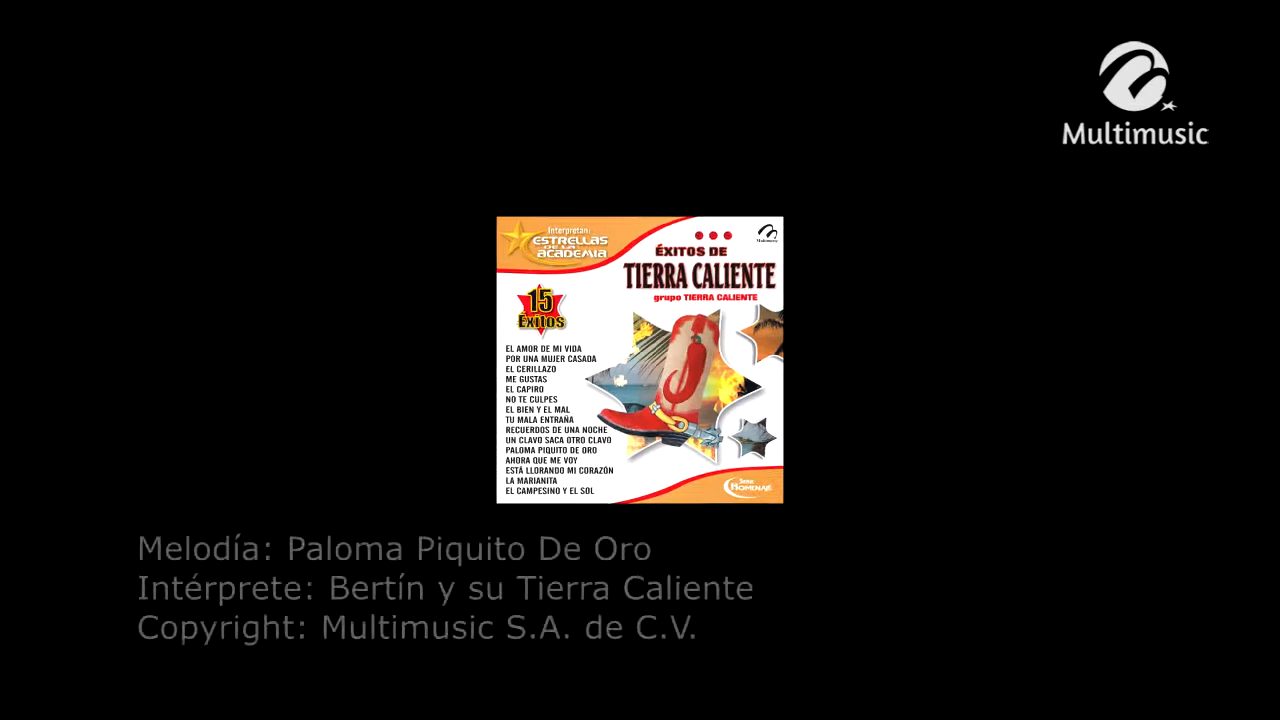 Multimusic
Interpretan:
ESTRELLAS
DE LA
ACADEMIA
Multimusic
ÉXITOS DE
TIERRA CALIENTE
grupo TIERRA CALIENTE
15
Éxitos
EL AMOR DE MI VIDA
POR UNA MUJER CASADA
EL CERILLAZO
ME GUSTAS
EL CAPIRO
NO TE CULPES
EL BIEN Y EL MAL
TU MALA ENTRAÑA
RECUERDOS DE UNA NOCHE
UN CLAVO SACA OTRO CLAVO
PALOMA PIQUITO DE ORO
AHORA QUE ME VOY
ESTÁ LLORANDO MI CORAZÓN
LA MARIANITA
EL CAMPESINO Y EL SOL
Serie
HOMENAJE
Melodía: Paloma Piquito De Oro
Intérprete: Bertín y su Tierra Caliente
Copyright: Multimusic S.A. de C.V.